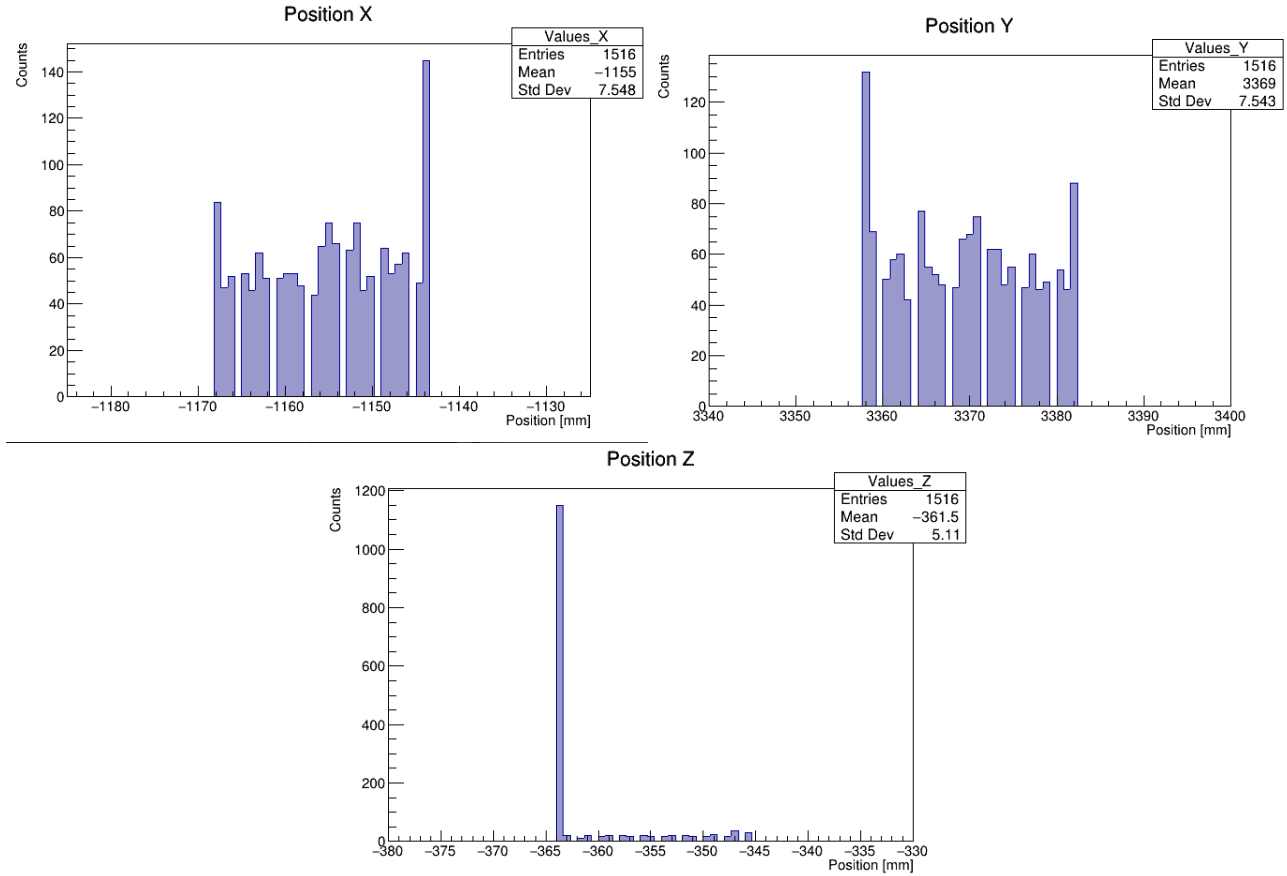 Position X
Counts
Values_X
Entries 1516
Mean −1155
Std Dev 7.548
140
120
100
80
60
40
20
0
−1180 −1170 −1160 −1150 −1140 −1130
Position [mm]
Position Y
Counts
Values_Y
Entries 1516
Mean 3369
Std Dev 7.543
120
100
80
60
40
20
0
3340 3350 3360 3370 3380 3390 3400
Position [mm]
Position Z
Counts
Values_Z
Entries 1516
Mean −361.5
Std Dev 5.11
1200
1000
800
600
400
200
0
−380 −375 −370 −365 −360 −355 −350 −345 −340 −335 −330
Position [mm]